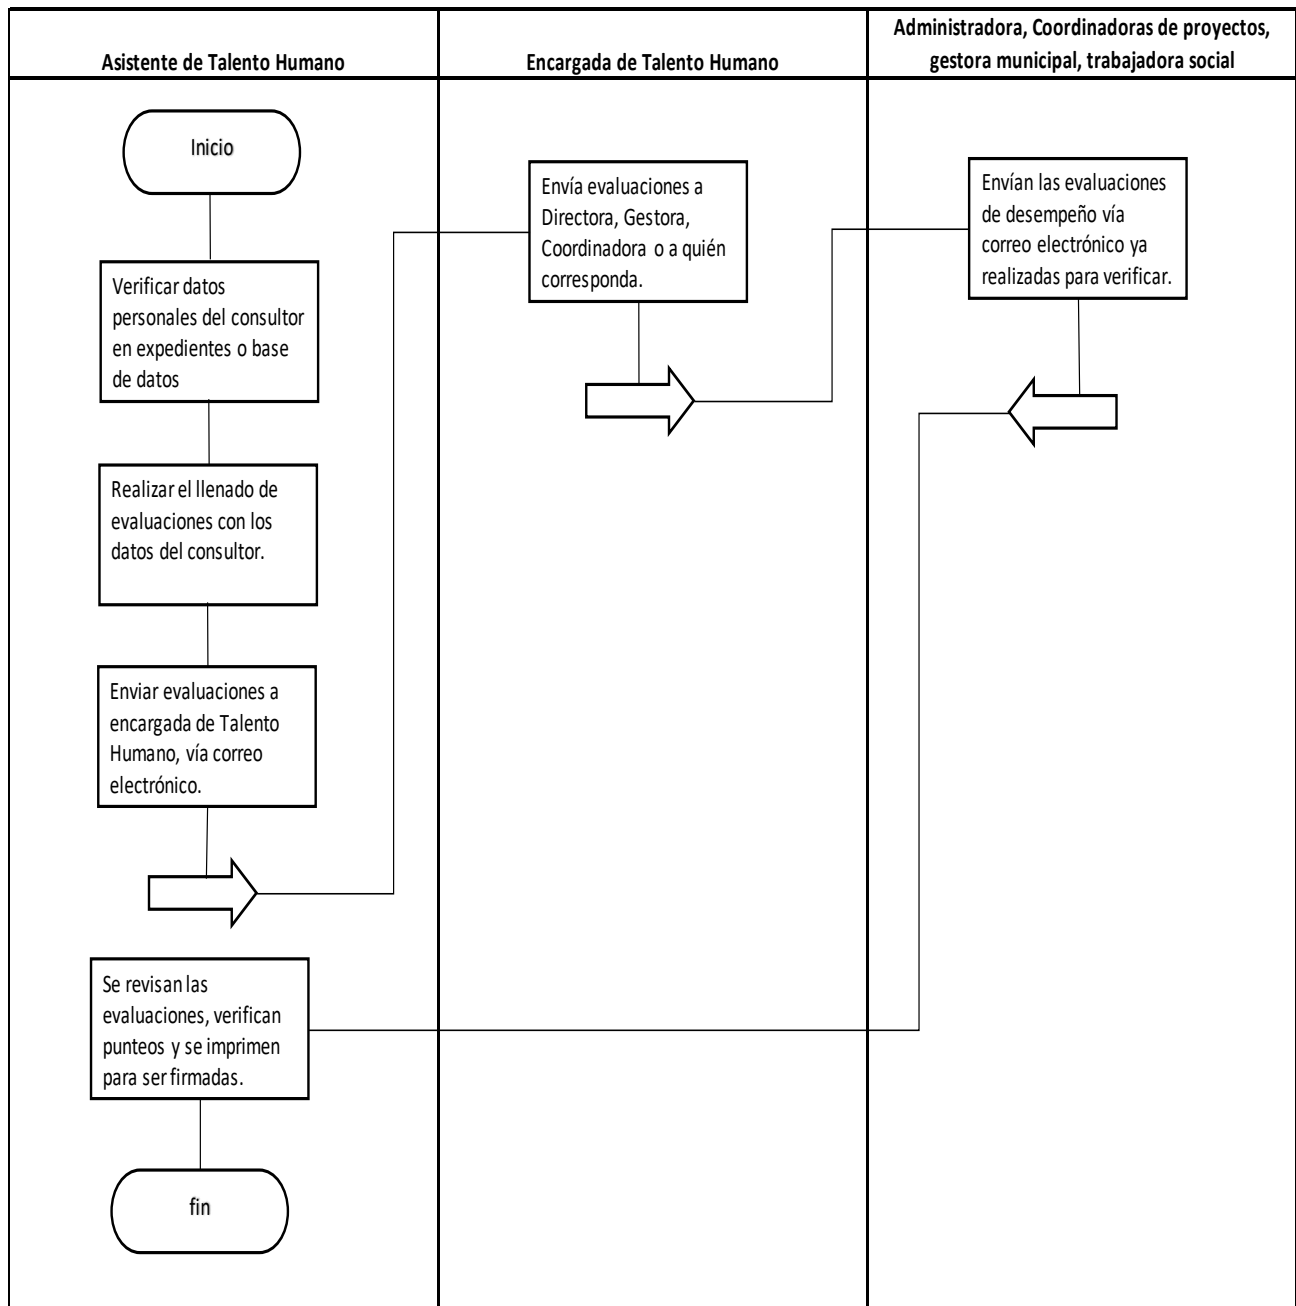 Asistente de Talento Humano
Encargada de Talento Humano
Administradora, Coordinadoras de proyectos,
gestora municipal, trabajadora social
Inicio
Verificar datos
personales del consultor
en expedientes o base
de datos
Realizar el llenado de
evaluaciones con los
datos del consultor.
Enviar evaluaciones a
encargada de Talento
Humano, vía correo
electrónico.
Envía evaluaciones a
Directora, Gestora,
Coordinadora o a quién
corresponda.
Envían las evaluaciones
de desempeño vía
correo electrónico ya
realizadas para verificar.
Se revisan las
evaluaciones, verifican
punteos y se imprimen
para ser firmadas.
fin